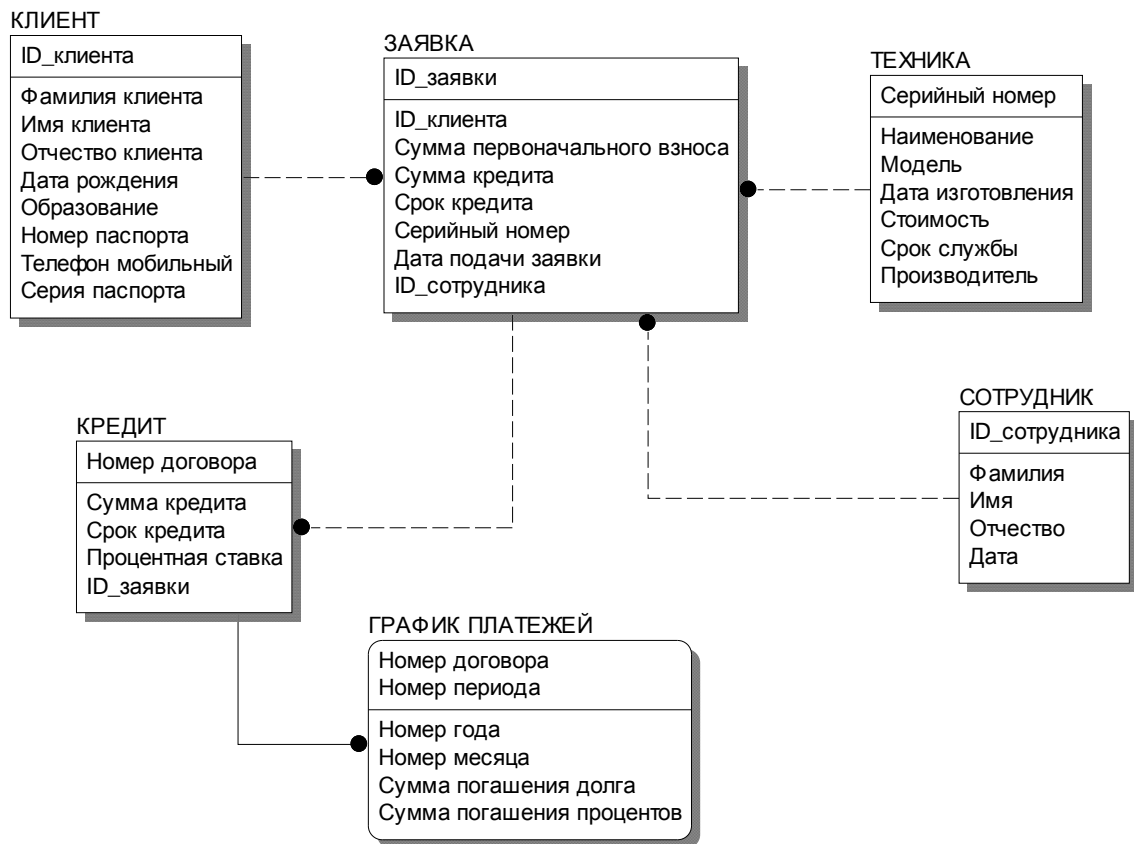 КЛИЕНТ
ID_клиента
Фамилия клиента
Имя клиента
Отчество клиента
Дата рождения
Образование
Номер паспорта
Телефон мобильный
Серия паспорта
ЗАЯВКА
ID_заявки
ID_клиента
Сумма первоначального взноса
Сумма кредита
Срок кредита
Серийный номер
Дата подачи заявки
ID_сотрудника
ТЕХНИКА
Серийный номер
Наименование
Модель
Дата изготовления
Стоимость
Срок службы
Производитель
КРЕДИТ
Номер договора
Сумма кредита
Срок кредита
Процентная ставка
ID_заявки
СОТРУДНИК
ID_сотрудника
Фамилия
Имя
Отчество
Дата
ГРАФИК ПЛАТЕЖЕЙ
Номер договора
Номер периода
Номер года
Номер месяца
Сумма погашения долга
Сумма погашения процентов